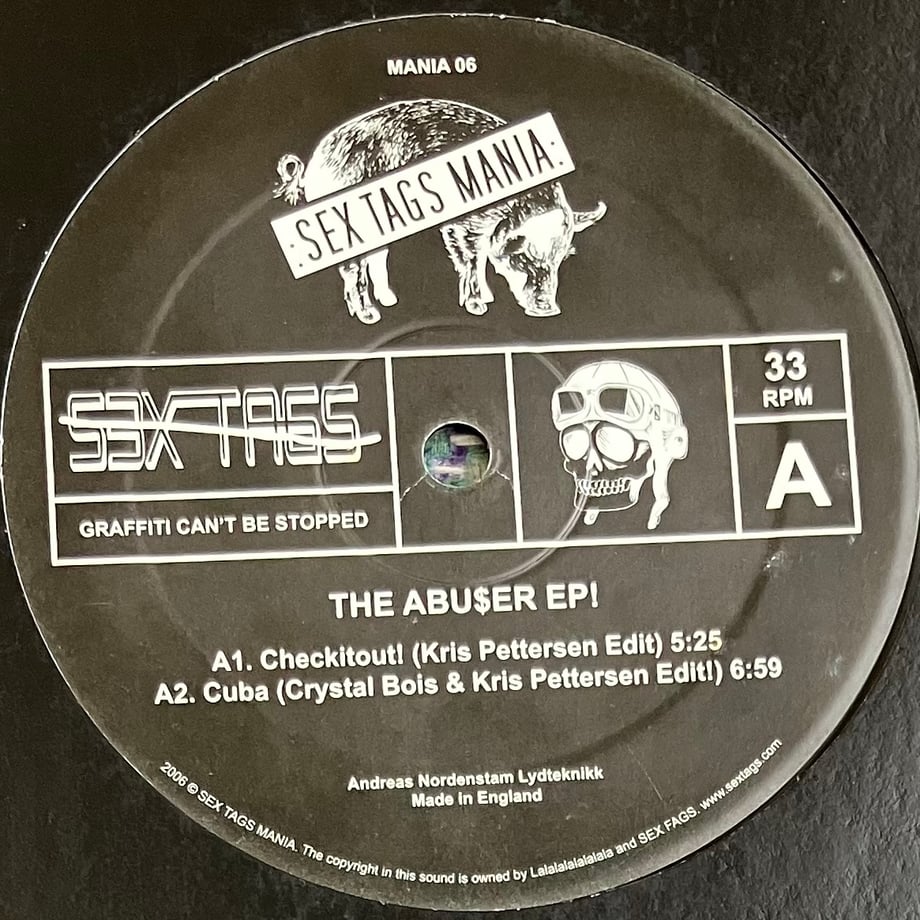 MANIA 06
:SEX TAGS MANIA:
S3X TAGS
GRAFFITI CAN'T BE STOPPED
33
RPM
A
THE ABU$ER EP!
A1. Checkitout! (Kris Pettersen Edit) 5:25
A2. Cuba (Crystal Bois & Kris Pettersen Edit!) 6:59
Andreas Nordenstam Lydteknikk
Made in England
2006 © SEX TAGS MANIA. The copyright in this sound is owned by Lalalalalalalala and SEX FAGS. www.sextags.com